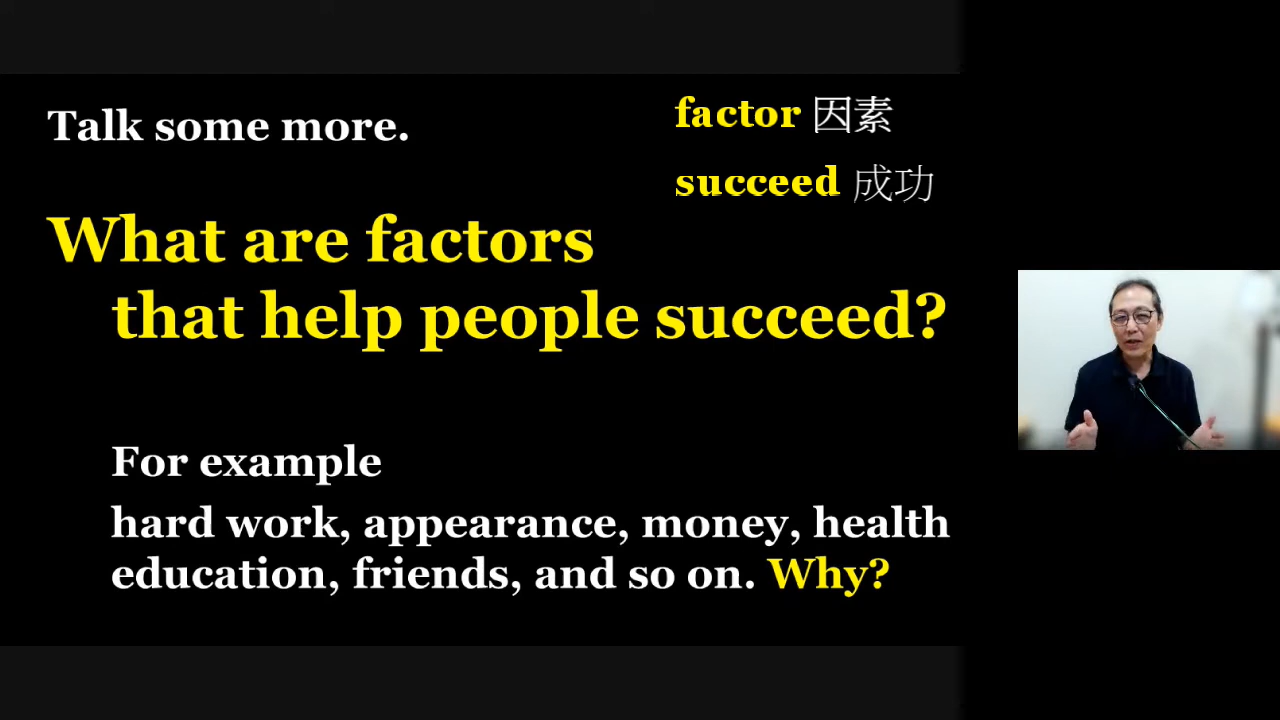 Talk some more.
factor 因素
succeed 成功
What are factors
that help people succeed?
For example
hard work, appearance, money, health
education, friends, and so on. Why?